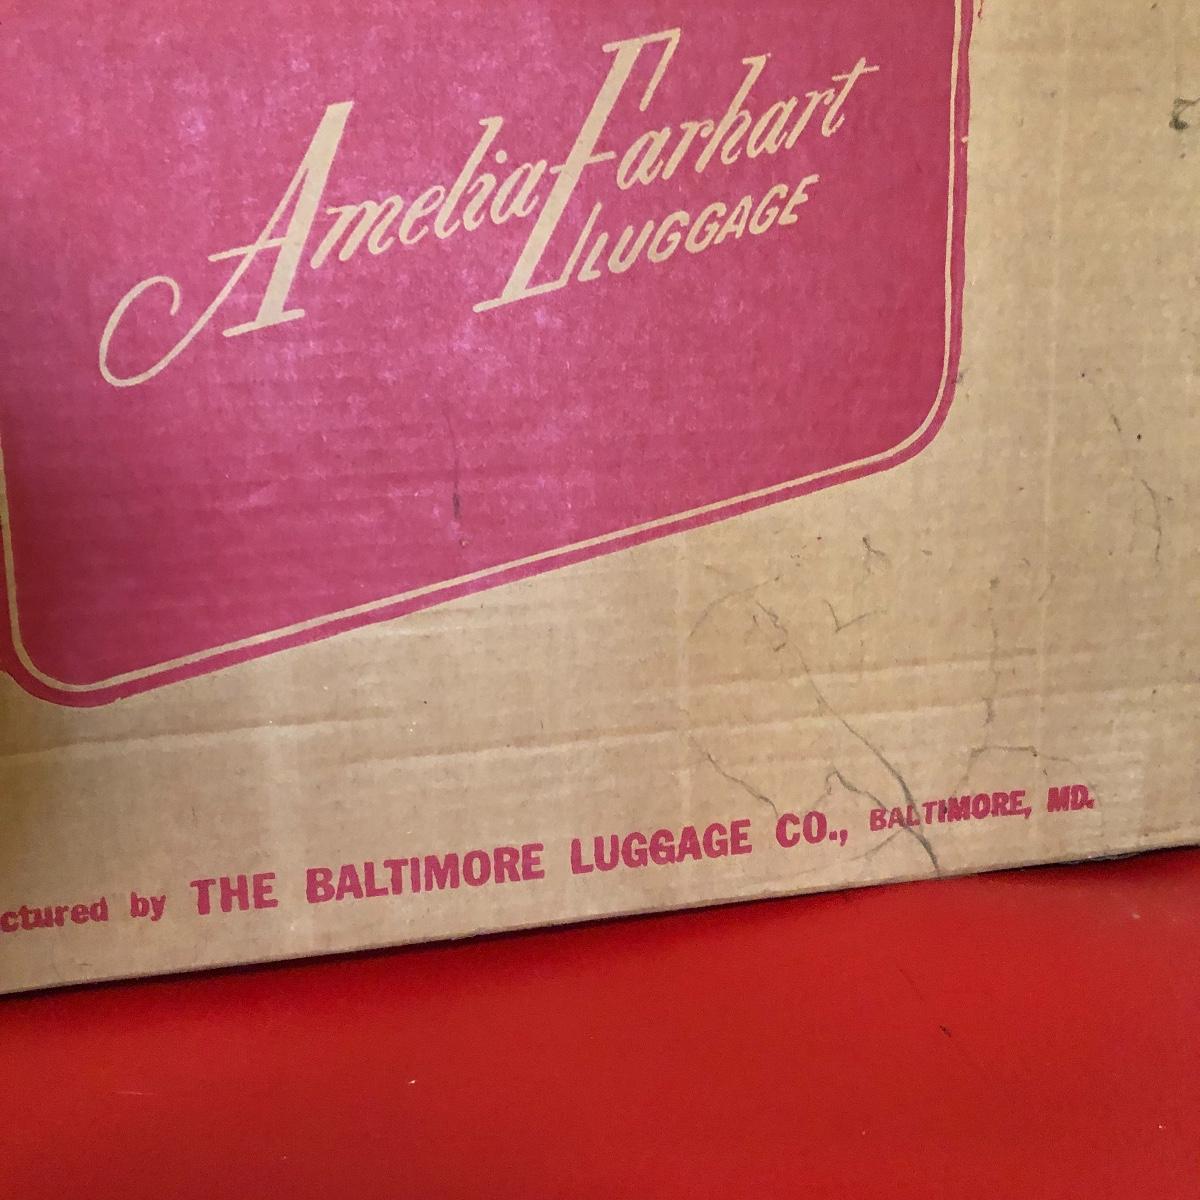 Amelia Earhart
LUGGAGE
ctured by THE BALTIMORE LUGGAGE CO., BALTIMORE, MD.